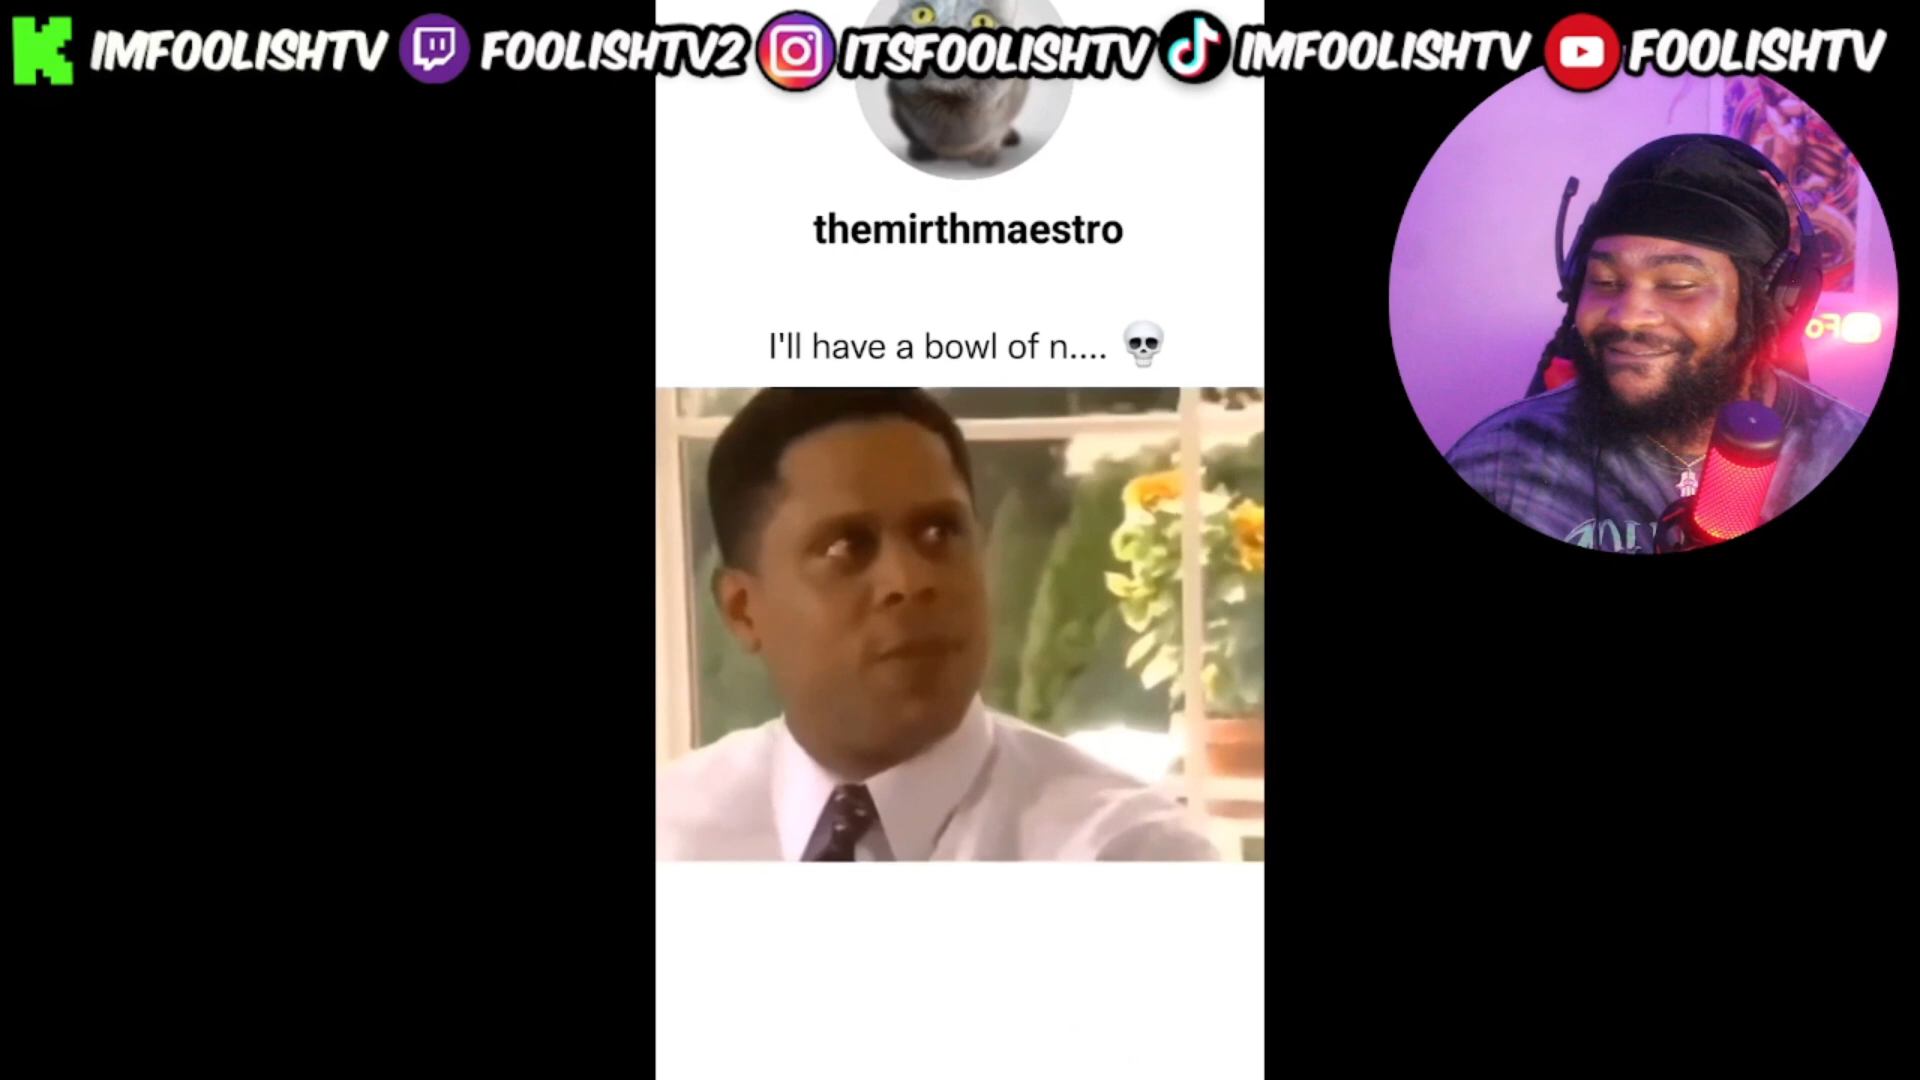 IMFOOLISHTV FOOLISHTV2 ITSFOOLISHTV IMFOOLISHTV FOOLISHTV
themirthmaestro
I'll have a bowl of n.... 💀